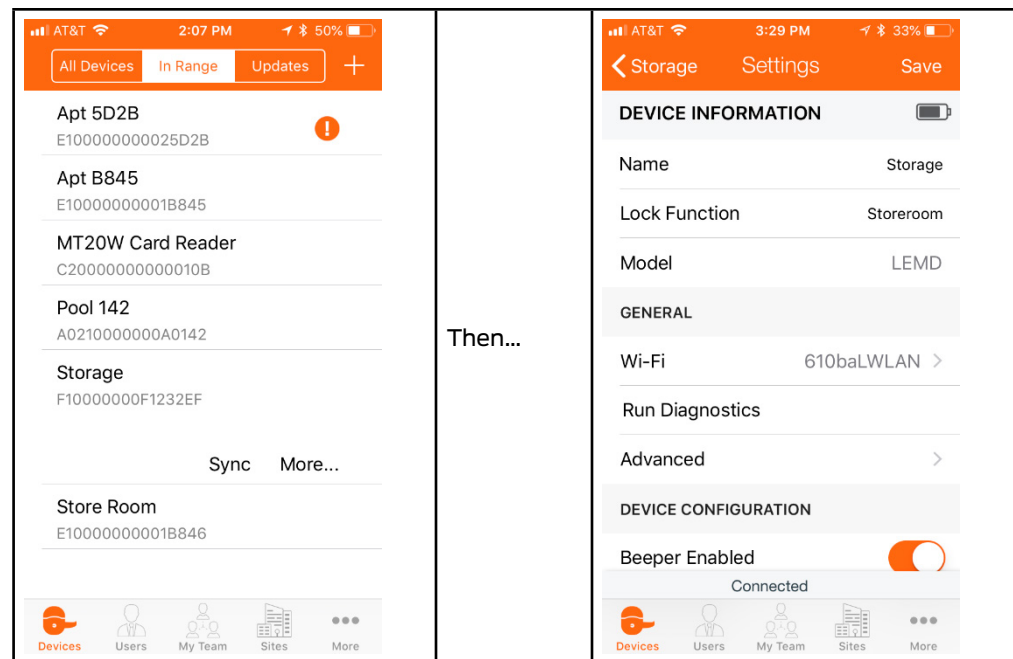 AT&T 2:07 PM 50%
All Devices In Range Updates +
Apt 5D2B
E100000000025D2B
!
Apt B845
E10000000001B845
MT20W Card Reader
C20000000000010B
Pool 142
A0210000000A0142
Storage
F10000000F1232EF
Sync More...
Store Room
E10000000001B846
Devices Users My Team Sites More
Then...
AT&T 3:29 PM 33%
Storage Settings Save
DEVICE INFORMATION
Name Storage
Lock Function Storeroom
Model LEMD
GENERAL
Wi-Fi 610baLWLAN >
Run Diagnostics
Advanced >
DEVICE CONFIGURATION
Beeper Enabled
Connected
Devices Users My Team Sites More